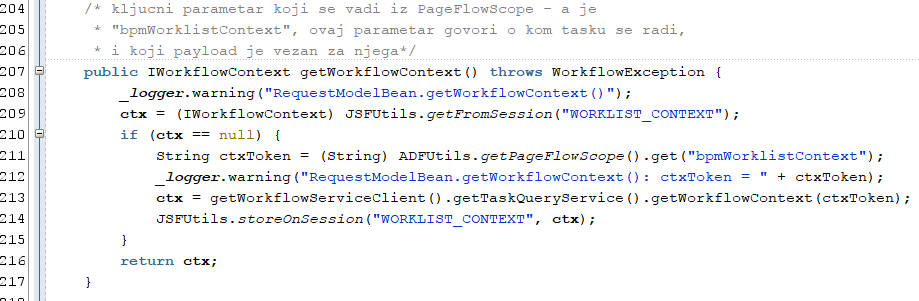 204 /* kljucni parametar koji se vadi iz PageFlowScope - a je
205 * "bpmWorklistContext", ovaj parametar govori o kom tasku se radi,
206 * i koji payload je vezan za njega*/
207 public IWorkflowContext getWorkflowContext() throws WorkflowException {
208 _logger.warning("RequestModelBean.getWorkflowContext()");
209 ctx = (IWorkflowContext) JSFUtils.getFromSession("WORKLIST_CONTEXT");
210 if (ctx == null) {
211 String ctxToken = (String) ADFUtils.getPageFlowScope().get("bpmWorklistContext");
212 _logger.warning("RequestModelBean.getWorkflowContext(): ctxToken = " + ctxToken);
213 ctx = getWorkflowServiceClient().getTaskQueryService().getWorkflowContext(ctxToken);
214 JSFUtils.storeOnSession("WORKLIST_CONTEXT", ctx);
215 }
216 return ctx;
217 }